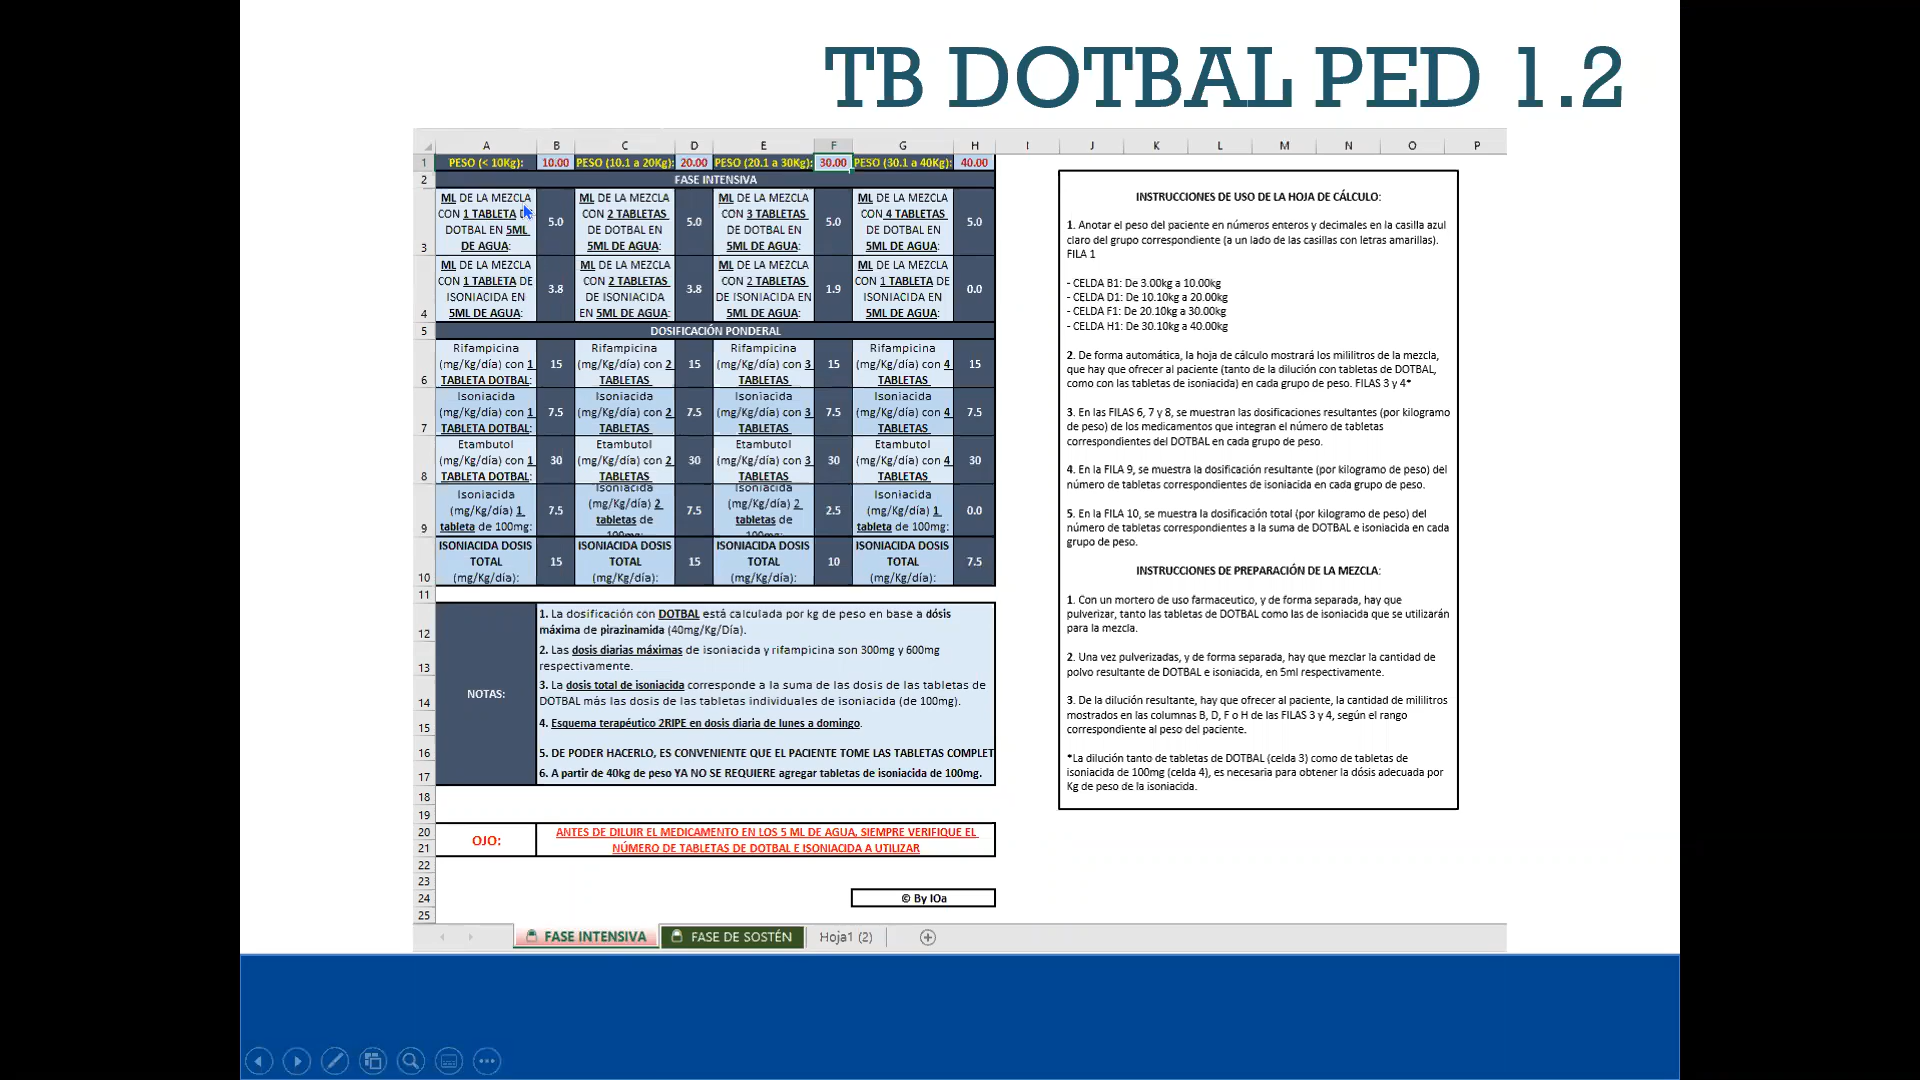 TB DOTBAL PED 1.2
A B C D E F G H I J K L M N O P
1 PESO (< 10Kg): 10.00 PESO (10.1 a 20Kg): 20.00 PESO (20.1 a 30Kg): 30.00 PESO (30.1 a 40Kg): 40.00
2 FASE INTENSIVA
ML DE LA MEZCLA
CON 1 TABLETA
DOTBAL EN 5ML
DE AGUA:
5.0
ML DE LA MEZCLA
CON 2 TABLETAS
DE DOTBAL EN
5ML DE AGUA:
5.0
ML DE LA MEZCLA
CON 3 TABLETAS
DE DOTBAL EN
5ML DE AGUA:
5.0
ML DE LA MEZCLA
CON 4 TABLETAS
DE DOTBAL EN
5ML DE AGUA:
5.0
3
ML DE LA MEZCLA
CON 1 TABLETA DE
ISONIACIDA EN
5ML DE AGUA:
3.8
ML DE LA MEZCLA
CON 2 TABLETAS
DE ISONIACIDA
EN 5ML DE AGUA:
3.8
ML DE LA MEZCLA
CON 2 TABLETAS
DE ISONIACIDA EN
5ML DE AGUA:
1.9
ML DE LA MEZCLA
CON 1 TABLETA DE
ISONIACIDA EN
5ML DE AGUA:
0.0
4
5 DOSIFICACIÓN PONDERAL
Rifampicina
(mg/Kg/día) con 1
TABLETA DOTBAL:
15
Rifampicina
(mg/Kg/día) con 2
TABLETAS
15
Rifampicina
(mg/Kg/día) con 3
TABLETAS
15
Rifampicina
(mg/Kg/día) con 4
TABLETAS
15
6
Isoniacida
(mg/Kg/día) con 1
TABLETA DOTBAL:
7.5
Isoniacida
(mg/Kg/día) con 2
TABLETAS
7.5
Isoniacida
(mg/Kg/día) con 3
TABLETAS
7.5
Isoniacida
(mg/Kg/día) con 4
TABLETAS
7.5
7
Etambutol
(mg/Kg/día) con 1
TABLETA DOTBAL:
30
Etambutol
(mg/Kg/día) con 2
TABLETAS
30
Etambutol
(mg/Kg/día) con 3
TABLETAS
30
Etambutol
(mg/Kg/día) con 4
TABLETAS
30
8
Isoniacida
(mg/Kg/día) 1
tableta de 100mg:
7.5
Isoniacida
(mg/Kg/día) 2
tabletas de
100mg:
7.5
Isoniacida
(mg/Kg/día) 2
tabletas de
100mg:
2.5
Isoniacida
(mg/Kg/día) 1
tableta de 100mg:
0.0
9
ISONIACIDA DOSIS
TOTAL
(mg/Kg/día):
15
ISONIACIDA DOSIS
TOTAL
(mg/Kg/día):
15
ISONIACIDA DOSIS
TOTAL
(mg/Kg/día):
10
ISONIACIDA DOSIS
TOTAL
(mg/Kg/día):
7.5
10
11
NOTAS:
1. La dosificación con DOTBAL está calculada por kg de peso en base a dósis
máxima de pirazinamida (40mg/Kg/Día).
12
2. Las dosis diarias máximas de isoniacida y rifampicina son 300mg y 600mg
respectivamente.
13
3. La dosis total de isoniacida corresponde a la suma de las dosis de las tabletas de
DOTBAL más las dosis de las tabletas individuales de isoniacida (de 100mg).
14
4. Esquema terapéutico 2RIPE en dosis diaria de lunes a domingo.
15
5. DE PODER HACERLO, ES CONVENIENTE QUE EL PACIENTE TOME LAS TABLETAS COMPLET
16
6. A partir de 40kg de peso YA NO SE REQUIERE agregar tabletas de isoniacida de 100mg.
17
18
19
OJO:
20 ANTES DE DILUIR EL MEDICAMENTO EN LOS 5 ML DE AGUA, SIEMPRE VERIFIQUE EL
21 NÚMERO DE TABLETAS DE DOTBAL E ISONIACIDA A UTILIZAR
22
23
24 © By IOa
25
FASE INTENSIVA FASE DE SOSTÉN Hoja1 (2)
INSTRUCCIONES DE USO DE LA HOJA DE CÁLCULO:
1. Anotar el peso del paciente en números enteros y decimales en la casilla azul
claro del grupo correspondiente (a un lado de las casillas con letras amarillas).
FILA 1
- CELDA B1: De 3.00kg a 10.00kg
- CELDA D1: De 10.10kg a 20.00kg
- CELDA F1: De 20.10kg a 30.00kg
- CELDA H1: De 30.10kg a 40.00kg
2. De forma automática, la hoja de cálculo mostrará los mililitros de la mezcla,
que hay que ofrecer al paciente (tanto de la dilución con tabletas de DOTBAL,
como con las tabletas de isoniacida) en cada grupo de peso. FILAS 3 y 4*
3. En las FILAS 6, 7 y 8, se muestran las dosificaciones resultantes (por kilogramo
de peso) de los medicamentos que integran el número de tabletas
correspondientes del DOTBAL en cada grupo de peso.
4. En la FILA 9, se muestra la dosificación resultante (por kilogramo de peso) del
número de tabletas correspondientes de isoniacida en cada grupo de peso.
5. En la FILA 10, se muestra la dosificación total (por kilogramo de peso) del
número de tabletas correspondientes a la suma de DOTBAL e isoniacida en cada
grupo de peso.
INSTRUCCIONES DE PREPARACIÓN DE LA MEZCLA:
1. Con un mortero de uso farmaceutico, y de forma separada, hay que
pulverizar, tanto las tabletas de DOTBAL como las de isoniacida que se utilizarán
para la mezcla.
2. Una vez pulverizadas, y de forma separada, hay que mezclar la cantidad de
polvo resultante de DOTBAL e isoniacida, en 5ml respectivamente.
3. De la dilución resultante, hay que ofrecer al paciente, la cantidad de mililitros
mostrados en las columnas B, D, F o H de las FILAS 3 y 4, según el rango
correspondiente al peso del paciente.
*La dilución tanto de tabletas de DOTBAL (celda 3) como de tabletas de
isoniacida de 100mg (celda 4), es necesaria para obtener la dósis adecuada por
Kg de peso de la isoniacida.